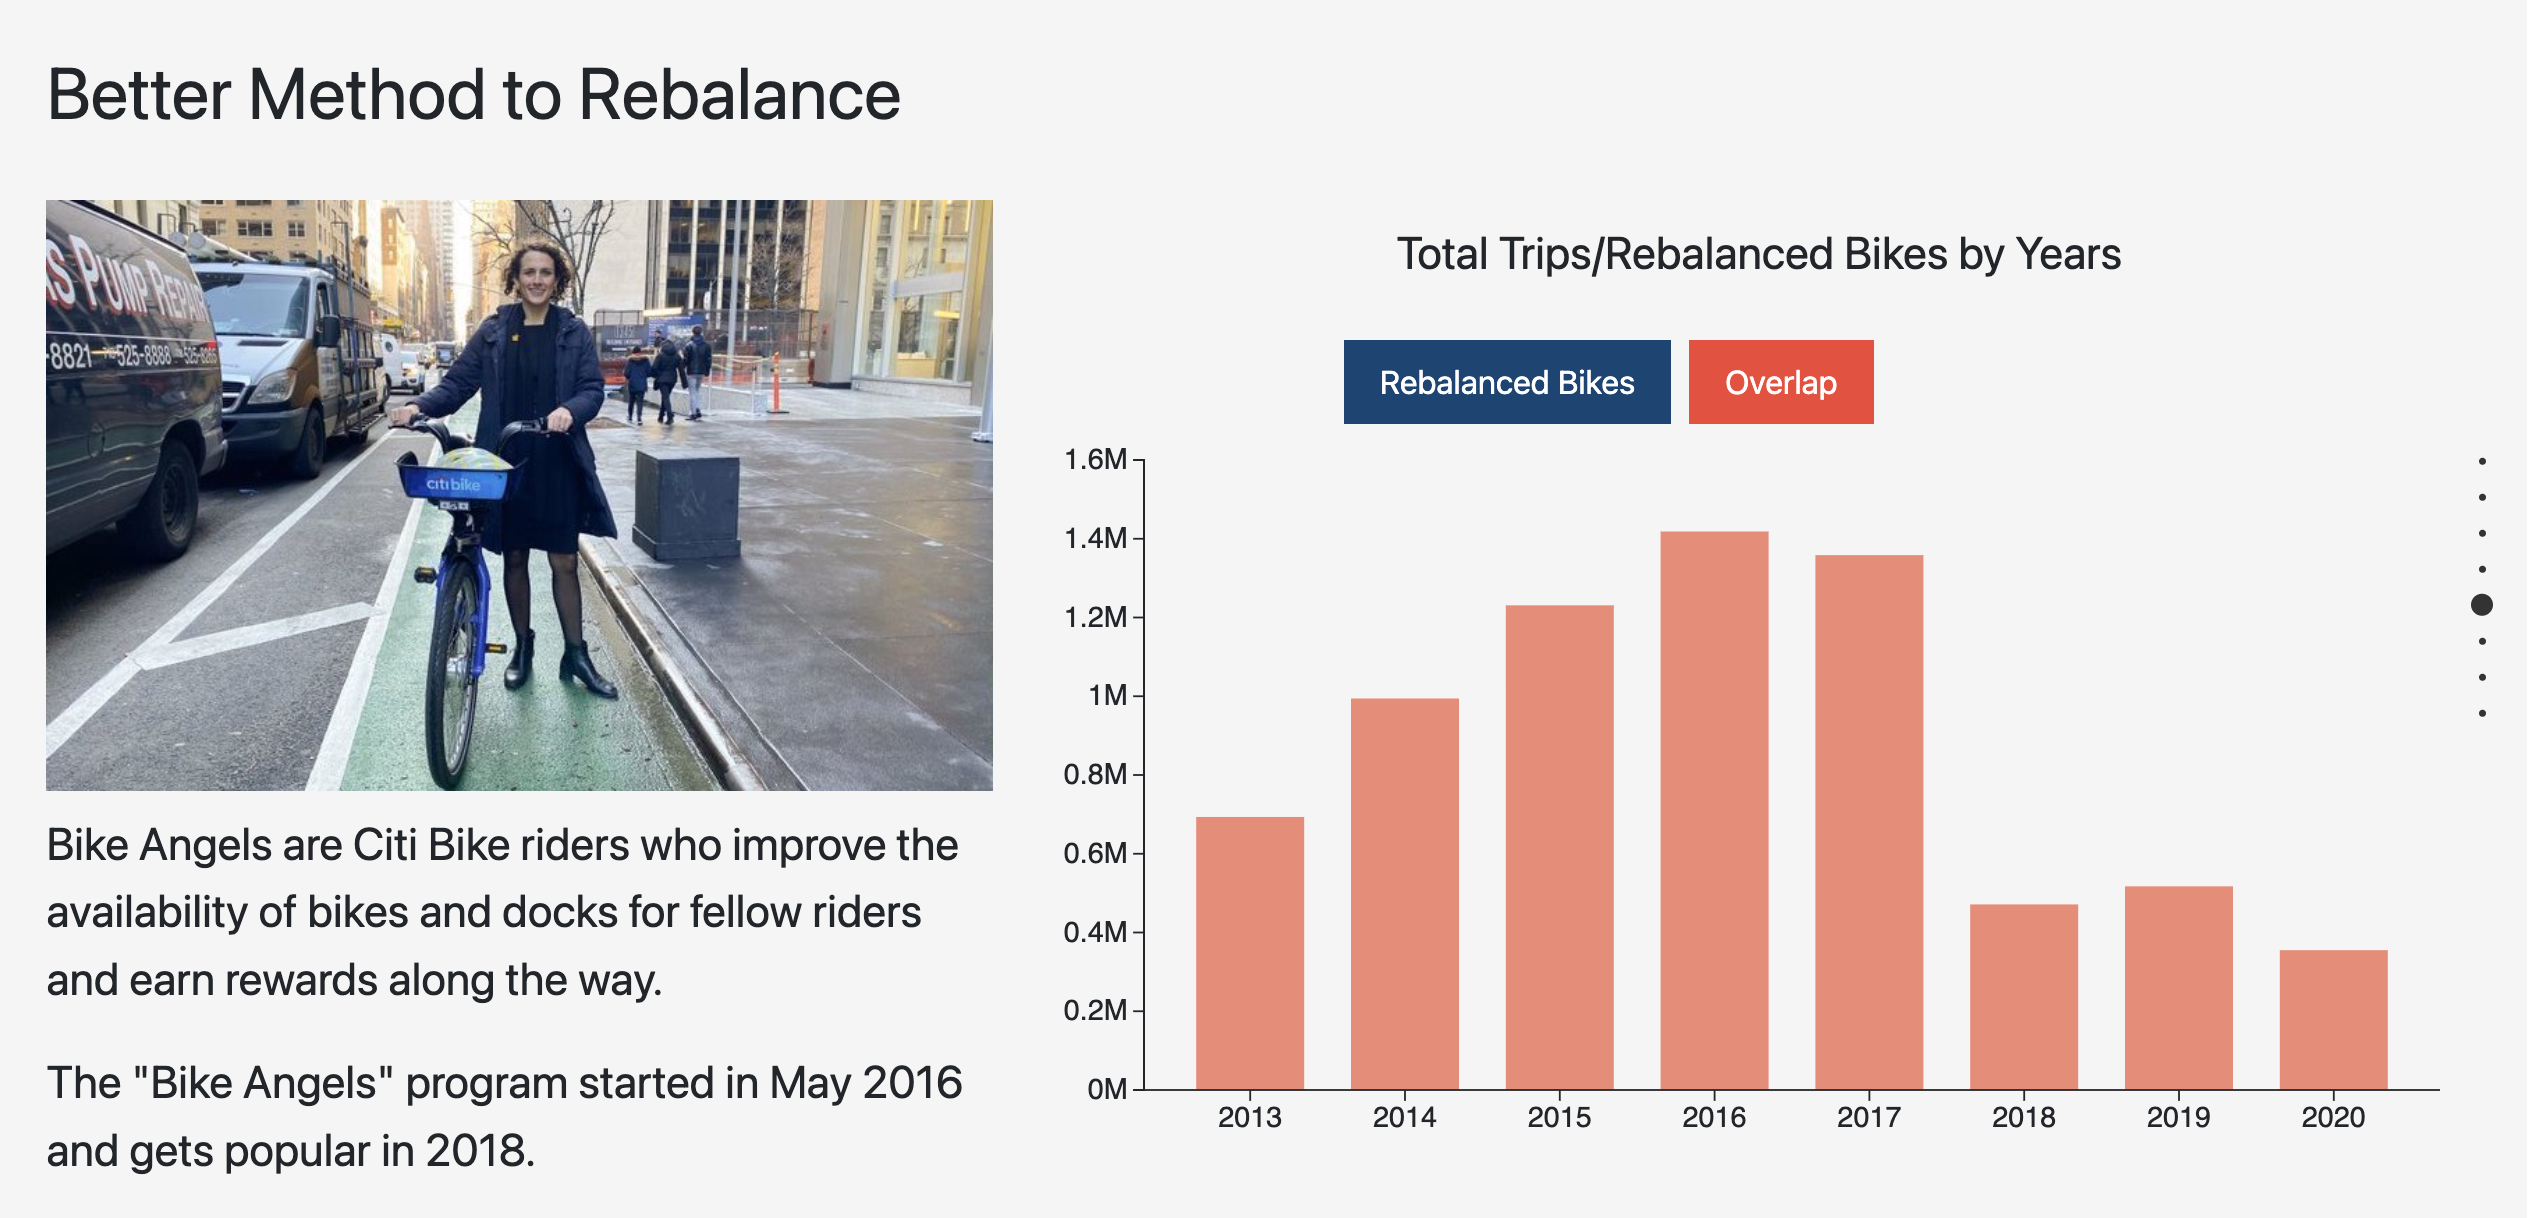 Better Method to Rebalance
S PUMP REPAIR
-8821
525-8888
citi bike
Bike Angels are Citi Bike riders who improve the
availability of bikes and docks for fellow riders
and earn rewards along the way.
The "Bike Angels" program started in May 2016
and gets popular in 2018.
Total Trips/Rebalanced Bikes by Years
Rebalanced Bikes
Overlap
1.6M
1.4M
1.2M
1M
0.8M
0.6M
0.4M
0.2M
0M
2013 2014 2015 2016 2017 2018 2019 2020